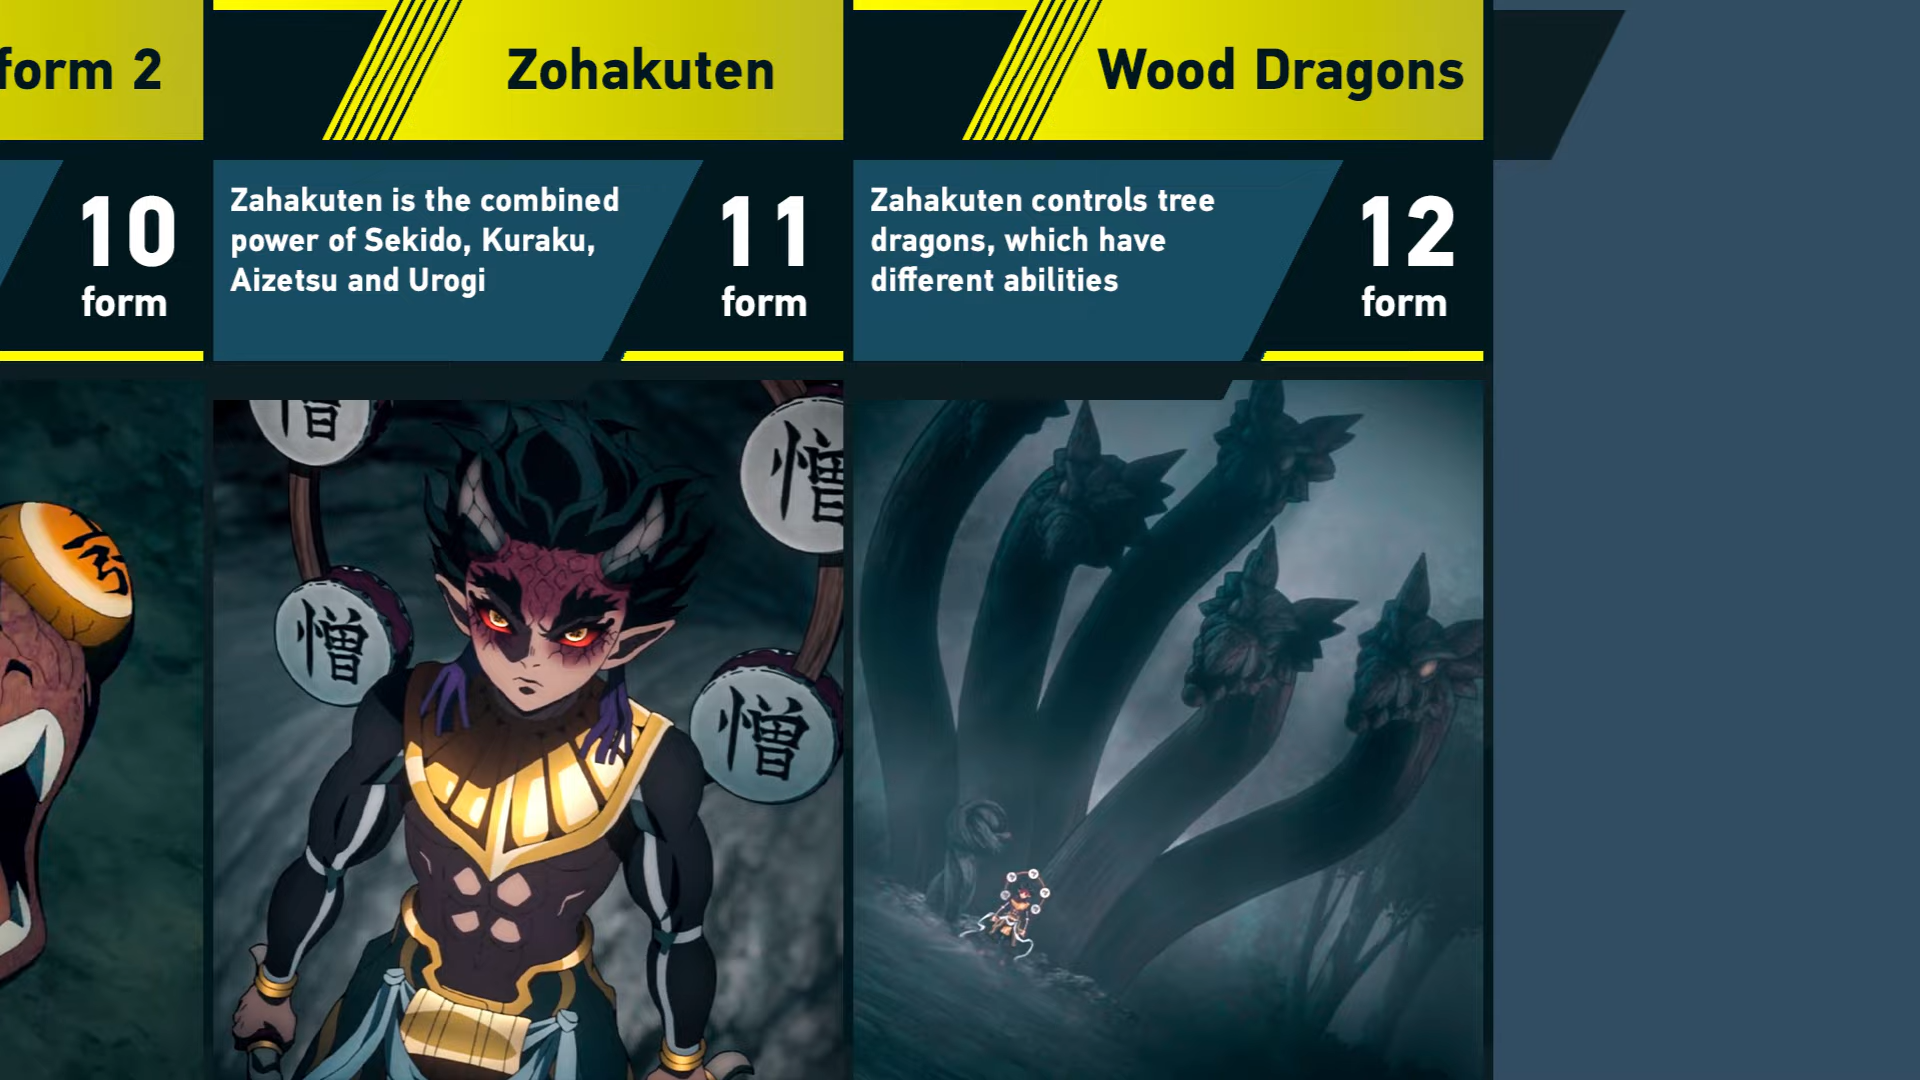 form 2
Zohakuten
Wood Dragons
10
form
Zahakuten is the combined
power of Sekido, Kuraku,
Aizetsu and Urogi
11
form
Zahakuten controls tree
dragons, which have
different abilities
12
form
憎
憎
憎
憎